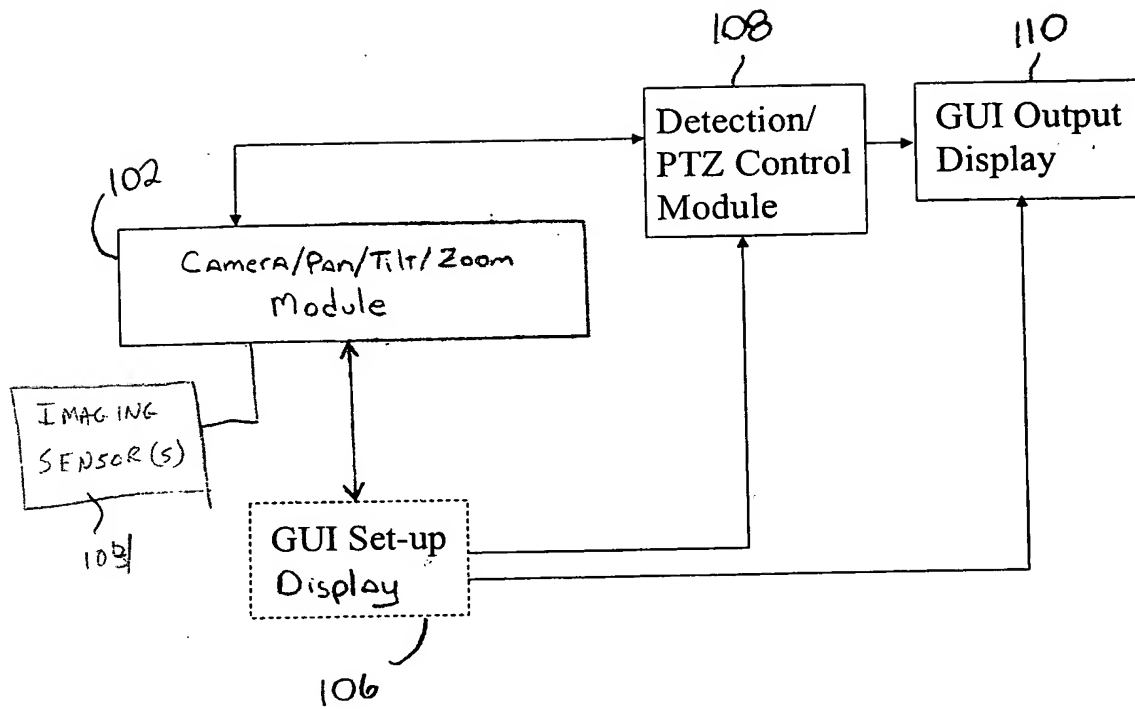 108
110
Detection/
PTZ Control
Module
GUI Output
Display
102
Camera/Pan/Tilt/Zoom
Module
IMAGING
SENSOR(S)
GUI Set-up
Display
106